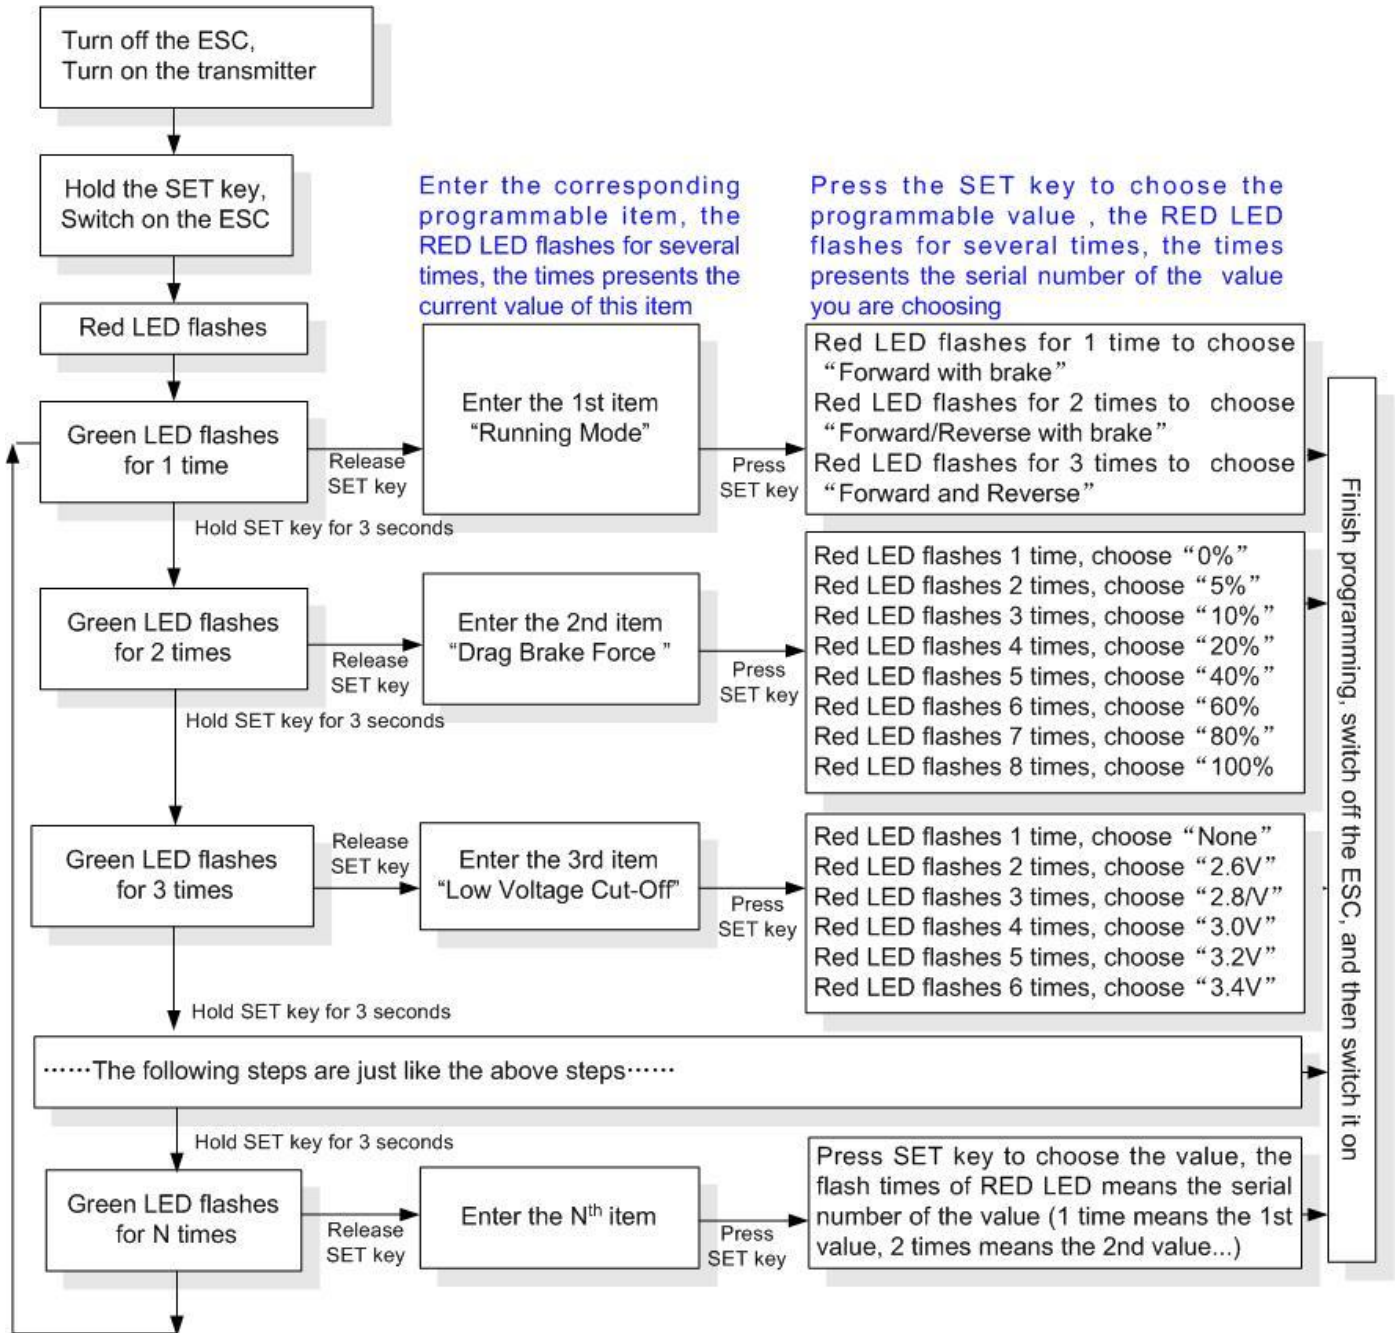 Turn off the ESC,
Turn on the transmitter
Hold the SET key,
Switch on the ESC
Red LED flashes
Enter the corresponding
programmable item, the
RED LED flashes for several
times, the times presents the
current value of this item
Press the SET key to choose the
programmable value , the RED LED
flashes for several times, the times
presents the serial number of the value
you are choosing
Green LED flashes
for 1 time
Release
SET key
Enter the 1st item
“Running Mode”
Press
SET key
Red LED flashes for 1 time to choose
“Forward with brake”
Red LED flashes for 2 times to choose
“Forward/Reverse with brake”
Red LED flashes for 3 times to choose
“Forward and Reverse”
Hold SET key for 3 seconds
Green LED flashes
for 2 times
Release
SET key
Enter the 2nd item
“Drag Brake Force ”
Press
SET key
Red LED flashes 1 time, choose “0%”
Red LED flashes 2 times, choose “5%”
Red LED flashes 3 times, choose “10%”
Red LED flashes 4 times, choose “20%”
Red LED flashes 5 times, choose “40%”
Red LED flashes 6 times, choose “60%
Red LED flashes 7 times, choose “80%”
Red LED flashes 8 times, choose “100%
Hold SET key for 3 seconds
Green LED flashes
for 3 times
Release
SET key
Enter the 3rd item
“Low Voltage Cut-Off”
Press
SET key
Red LED flashes 1 time, choose “None”
Red LED flashes 2 times, choose “2.6V”
Red LED flashes 3 times, choose “2.8/V”
Red LED flashes 4 times, choose “3.0V”
Red LED flashes 5 times, choose “3.2V”
Red LED flashes 6 times, choose “3.4V”
Hold SET key for 3 seconds
······The following steps are just like the above steps······
Hold SET key for 3 seconds
Green LED flashes
for N times
Release
SET key
Enter the Nth item
Press
SET key
Press SET key to choose the value, the
flash times of RED LED means the serial
number of the value (1 time means the 1st
value, 2 times means the 2nd value...)
Finish programming, switch off the ESC, and then switch it on